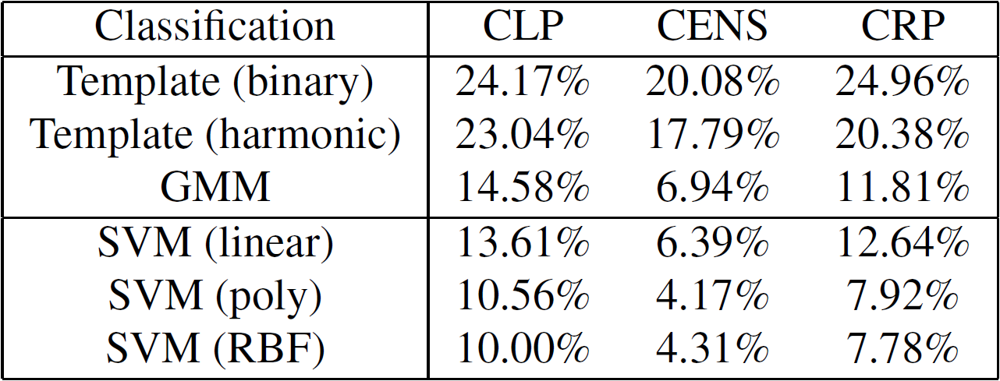 Classification CLP CENS CRP
Template (binary) 24.17% 20.08% 24.96%
Template (harmonic) 23.04% 17.79% 20.38%
GMM 14.58% 6.94% 11.81%
SVM (linear) 13.61% 6.39% 12.64%
SVM (poly) 10.56% 4.17% 7.92%
SVM (RBF) 10.00% 4.31% 7.78%